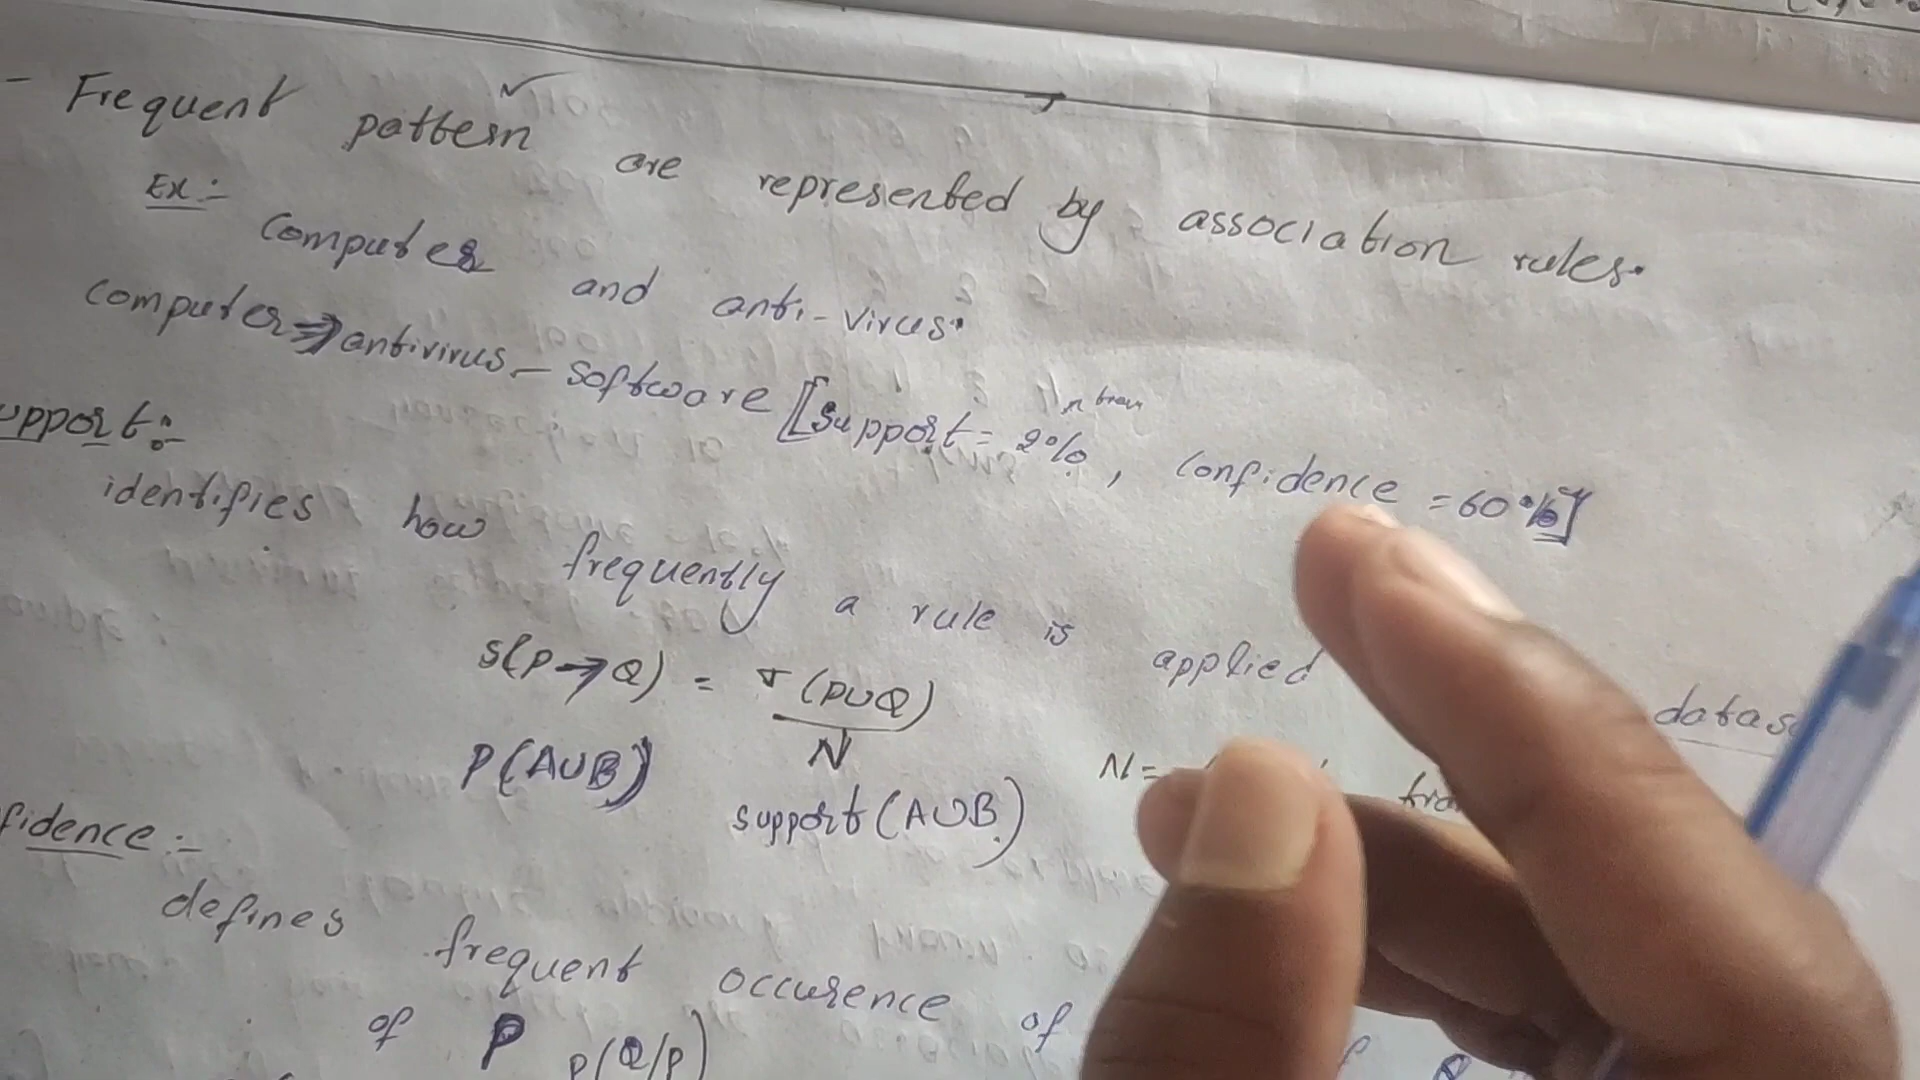 - Frequent pattern are represented by association rules.
Ex:- Computer and anti-virus.
computer ⇒ antivirus-software [support = 2%, confidence = 60%]
upport:-
identifies how frequently a rule is applied datas
s(P→Q) = σ(P∪Q)
N
N=
P(A∪B) support(A∪B)
fidence:-
defines frequent occurence of
of P P(Q/P)